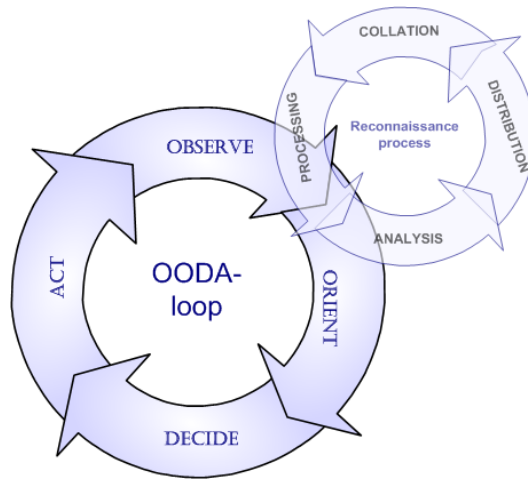 COLLATION
PROCESSING
Reconnaissance
process
DISTRIBUTION
ANALYSIS
OBSERVE
OODA-
loop
ACT
ORIENT
DECIDE